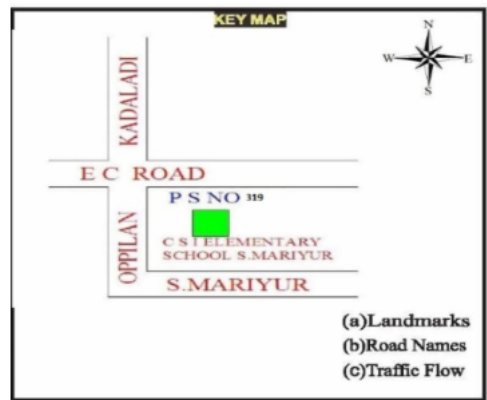 KEY MAP
N
W
E
S
KADALADI
E C ROAD
P S NO 319
OPPILAN
C S I ELEMENTARY
SCHOOL S.MARIYUR
S.MARIYUR
(a)Landmarks
(b)Road Names
(c)Traffic Flow